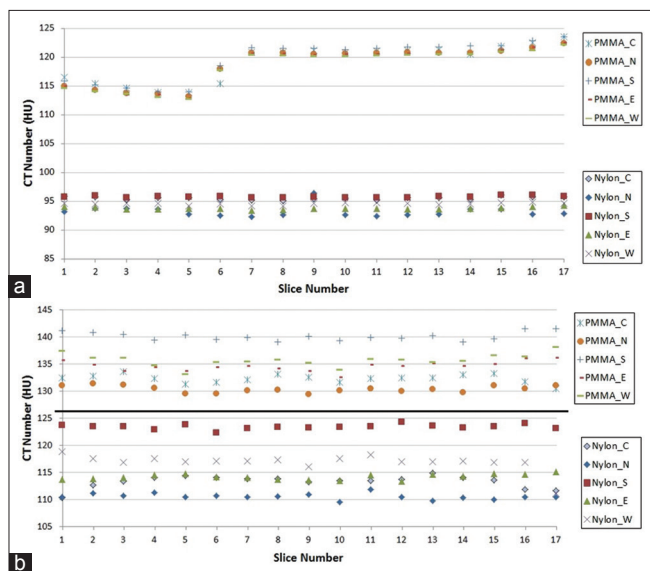 125
120
115
110
105
100
95
90
85
CT Number (HU)
1 2 3 4 5 6 7 8 9 10 11 12 13 14 15 16 17
Slice Number
PMMA_C
PMMA_N
PMMA_S
PMMA_E
PMMA_W
Nylon_C
Nylon_N
Nylon_S
Nylon_E
Nylon_W
a
145
140
135
130
125
120
115
110
105
CT Number (HU)
1 2 3 4 5 6 7 8 9 10 11 12 13 14 15 16 17
Slice Number
PMMA_C
PMMA_N
PMMA_S
PMMA_E
PMMA_W
Nylon_C
Nylon_N
Nylon_S
Nylon_E
Nylon_W
b